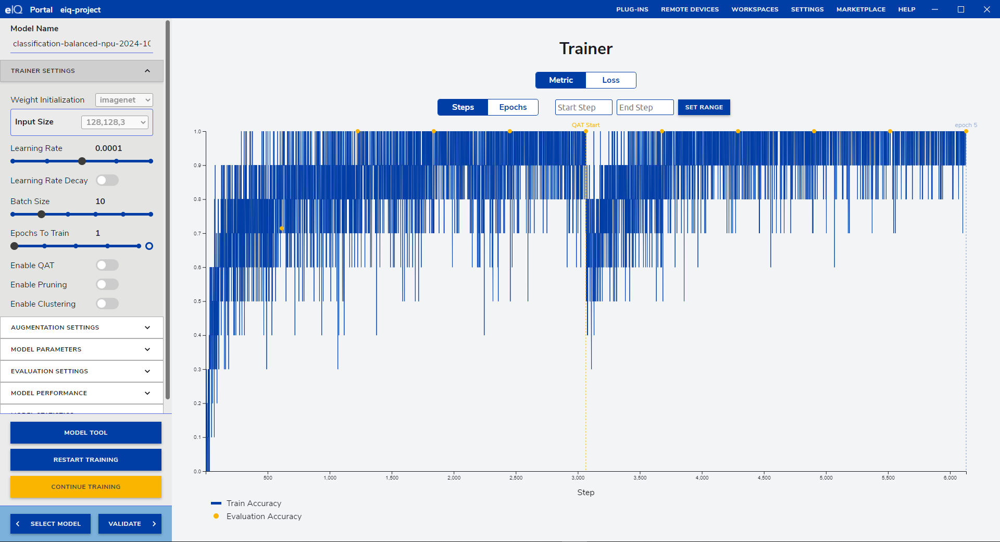 eIQ Portal eiq-project PLUG-INS REMOTE DEVICES WORKSPACES SETTINGS MARKETPLACE HELP
Model Name
classification-balanced-npu-2024-10
TRAINER SETTINGS
Weight Initialization imagenet
Input Size 128,128,3
Learning Rate 0.0001
Learning Rate Decay
Batch Size 10
Epochs To Train 1
Enable QAT
Enable Pruning
Enable Clustering
AUGMENTATION SETTINGS
MODEL PARAMETERS
EVALUATION SETTINGS
MODEL PERFORMANCE
MODEL STATISTICS
MODEL TOOL
RESTART TRAINING
CONTINUE TRAINING
SELECT MODEL VALIDATE
Trainer
Metric Loss
Steps Epochs Start Step End Step SET RANGE
QAT Start epoch 5
1.0
0.9
0.8
0.7
0.6
0.5
0.4
0.3
0.2
0.1
0.0
500 1,000 1,500 2,000 2,500 3,000 3,500 4,000 4,500 5,000 5,500 6,000
Step
Train Accuracy
Evaluation Accuracy